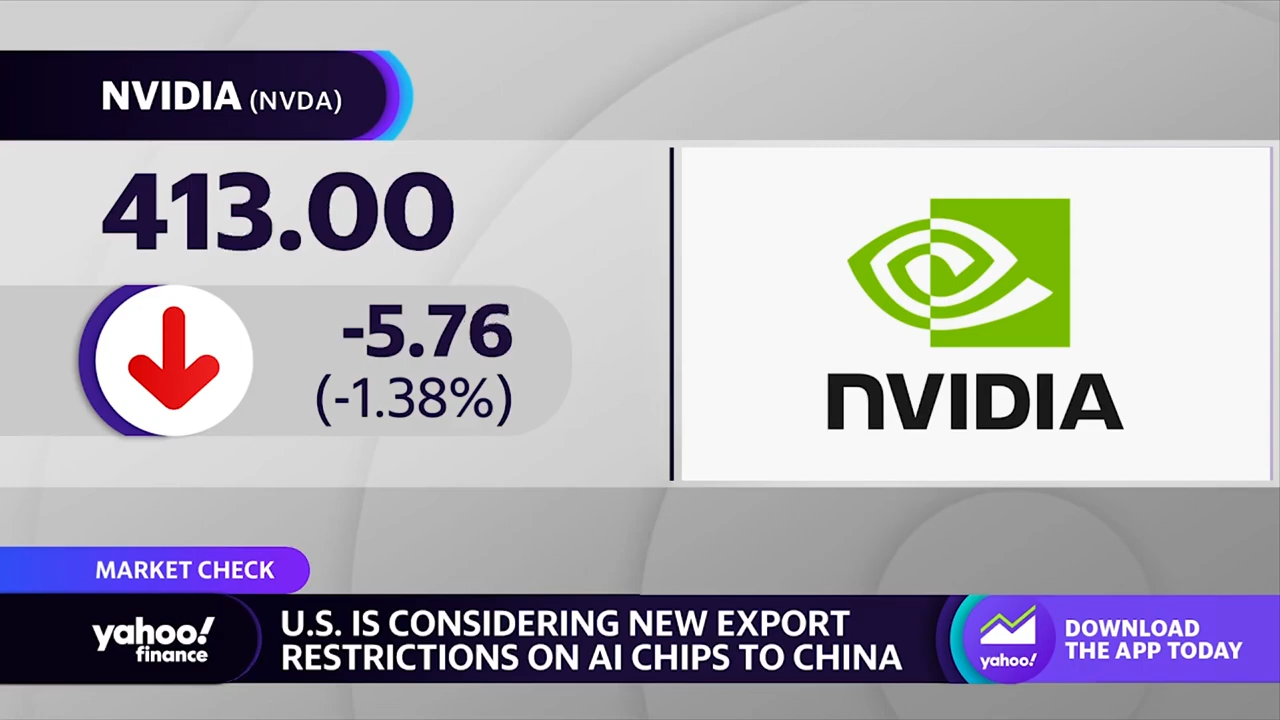 NVIDIA (NVDA)
413.00
-5.76
(-1.38%)
NVIDIA
MARKET CHECK
yahoo!
finance
U.S. IS CONSIDERING NEW EXPORT
RESTRICTIONS ON AI CHIPS TO CHINA
yahoo!
DOWNLOAD
THE APP TODAY